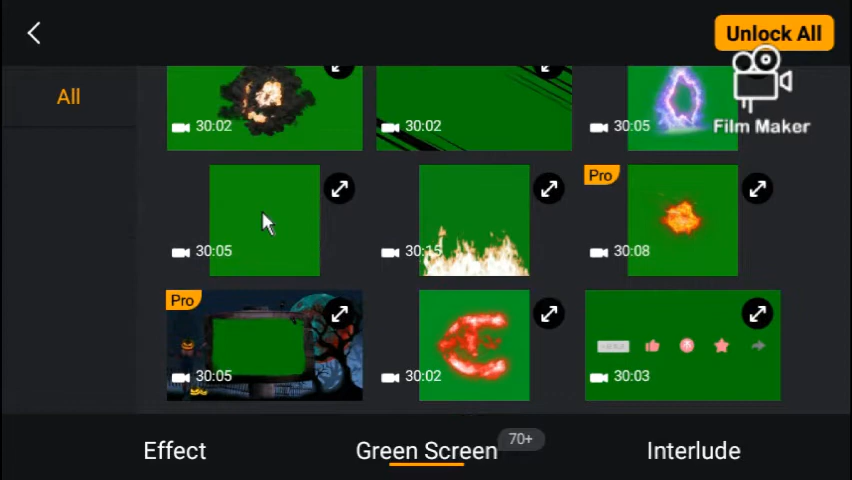 Unlock All
All
Film Maker
30:02
30:02
30:05
Pro
30:05
30:15
30:08
Pro
30:05
30:02
30:03
Effect
Green Screen
70+
Interlude